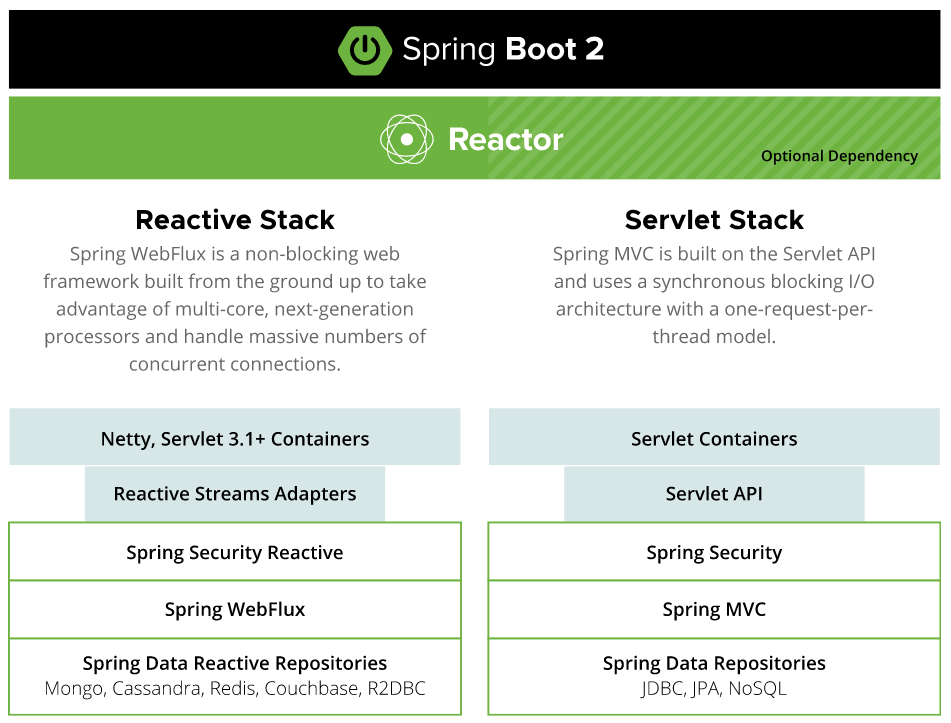 Spring Boot 2
Reactor
Optional Dependency
Reactive Stack
Spring WebFlux is a non-blocking web
framework built from the ground up to take
advantage of multi-core, next-generation
processors and handle massive numbers of
concurrent connections.
Servlet Stack
Spring MVC is built on the Servlet API
and uses a synchronous blocking I/O
architecture with a one-request-per-
thread model.
Netty, Servlet 3.1+ Containers
Reactive Streams Adapters
Spring Security Reactive
Spring WebFlux
Spring Data Reactive Repositories
Mongo, Cassandra, Redis, Couchbase, R2DBC
Servlet Containers
Servlet API
Spring Security
Spring MVC
Spring Data Repositories
JDBC, JPA, NoSQL